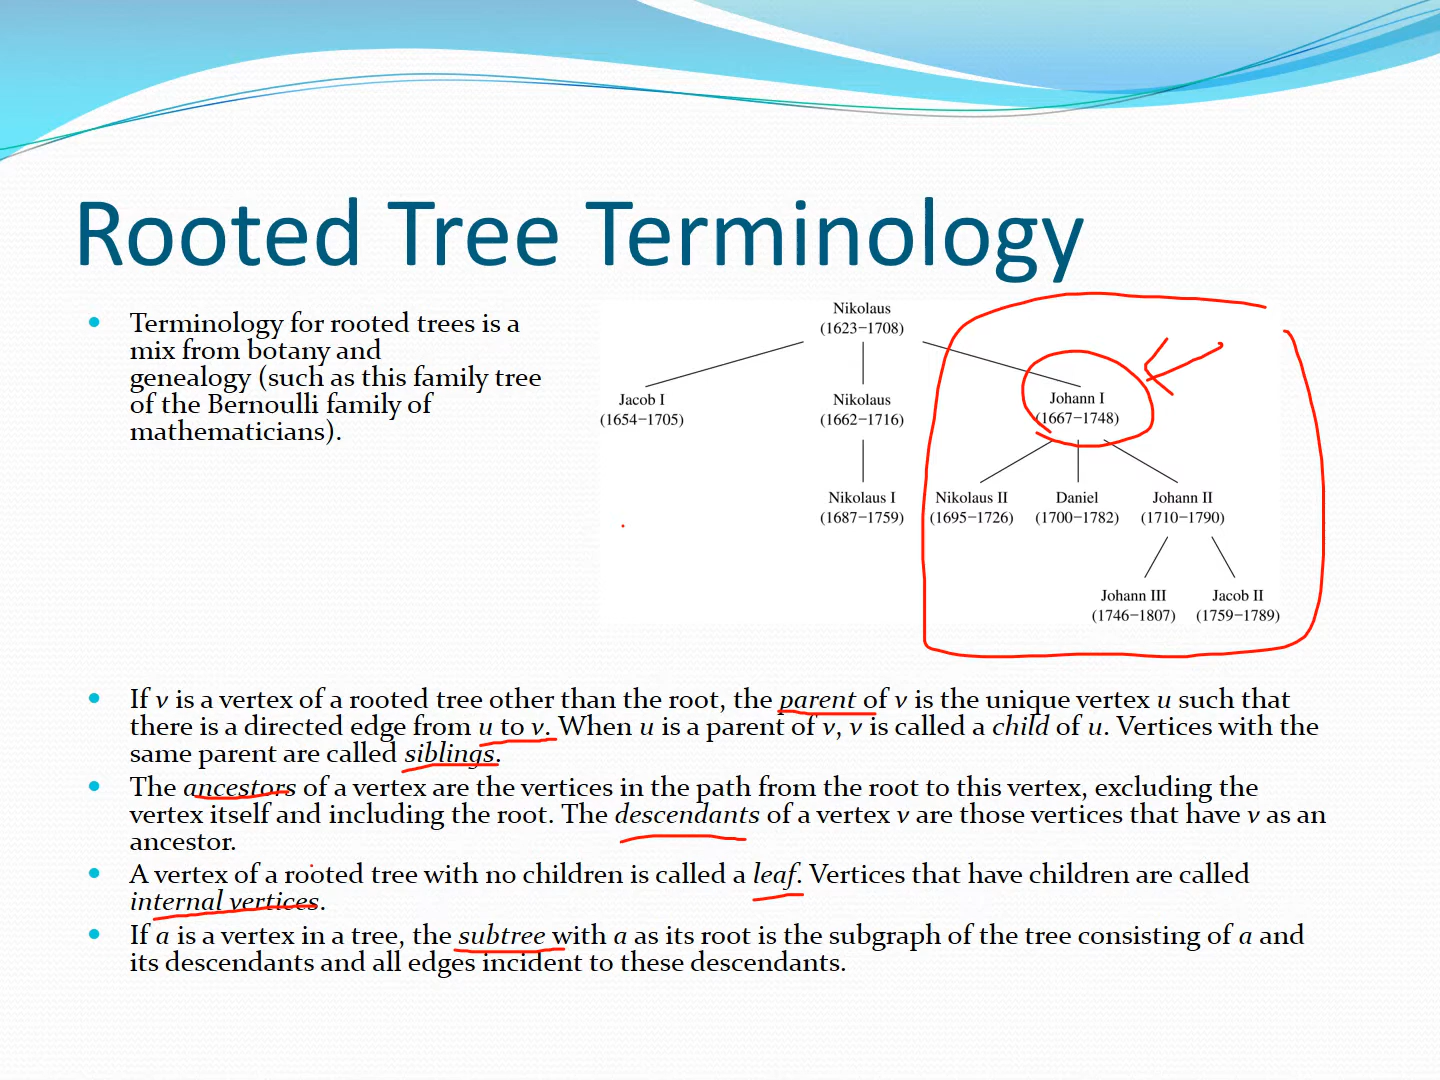 Rooted Tree Terminology
Terminology for rooted trees is a
mix from botany and
genealogy (such as this family tree
of the Bernoulli family of
mathematicians).
Nikolaus
(1623–1708)
Jacob I
(1654–1705)
Nikolaus
(1662–1716)
Johann I
(1667–1748)
Nikolaus I
(1687–1759)
Nikolaus II
(1695–1726)
Daniel
(1700–1782)
Johann II
(1710–1790)
Johann III
(1746–1807)
Jacob II
(1759–1789)
If v is a vertex of a rooted tree other than the root, the parent of v is the unique vertex u such that
there is a directed edge from u to v. When u is a parent of v, v is called a child of u. Vertices with the
same parent are called siblings.
The ancestors of a vertex are the vertices in the path from the root to this vertex, excluding the
vertex itself and including the root. The descendants of a vertex v are those vertices that have v as an
ancestor.
A vertex of a rooted tree with no children is called a leaf. Vertices that have children are called
internal vertices.
If a is a vertex in a tree, the subtree with a as its root is the subgraph of the tree consisting of a and
its descendants and all edges incident to these descendants.